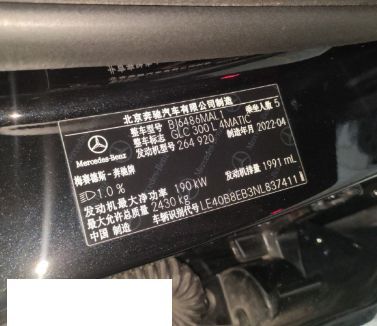 北京奔驰汽车有限公司制造
整车型号 BJ6486MAL1 乘坐人数 5
整车型号 GLC 300 L 4MATIC
发动机型号 264 920 制造年月 2022-04
Mercedes-Benz
梅赛德斯-奔驰牌
1.0 % 发动机排量 1991 mL
发动机最大净功率 190 kW
最大允许总质量 2430 kg
中国 制造 车辆识别代号 LE40B8EB3NL837411